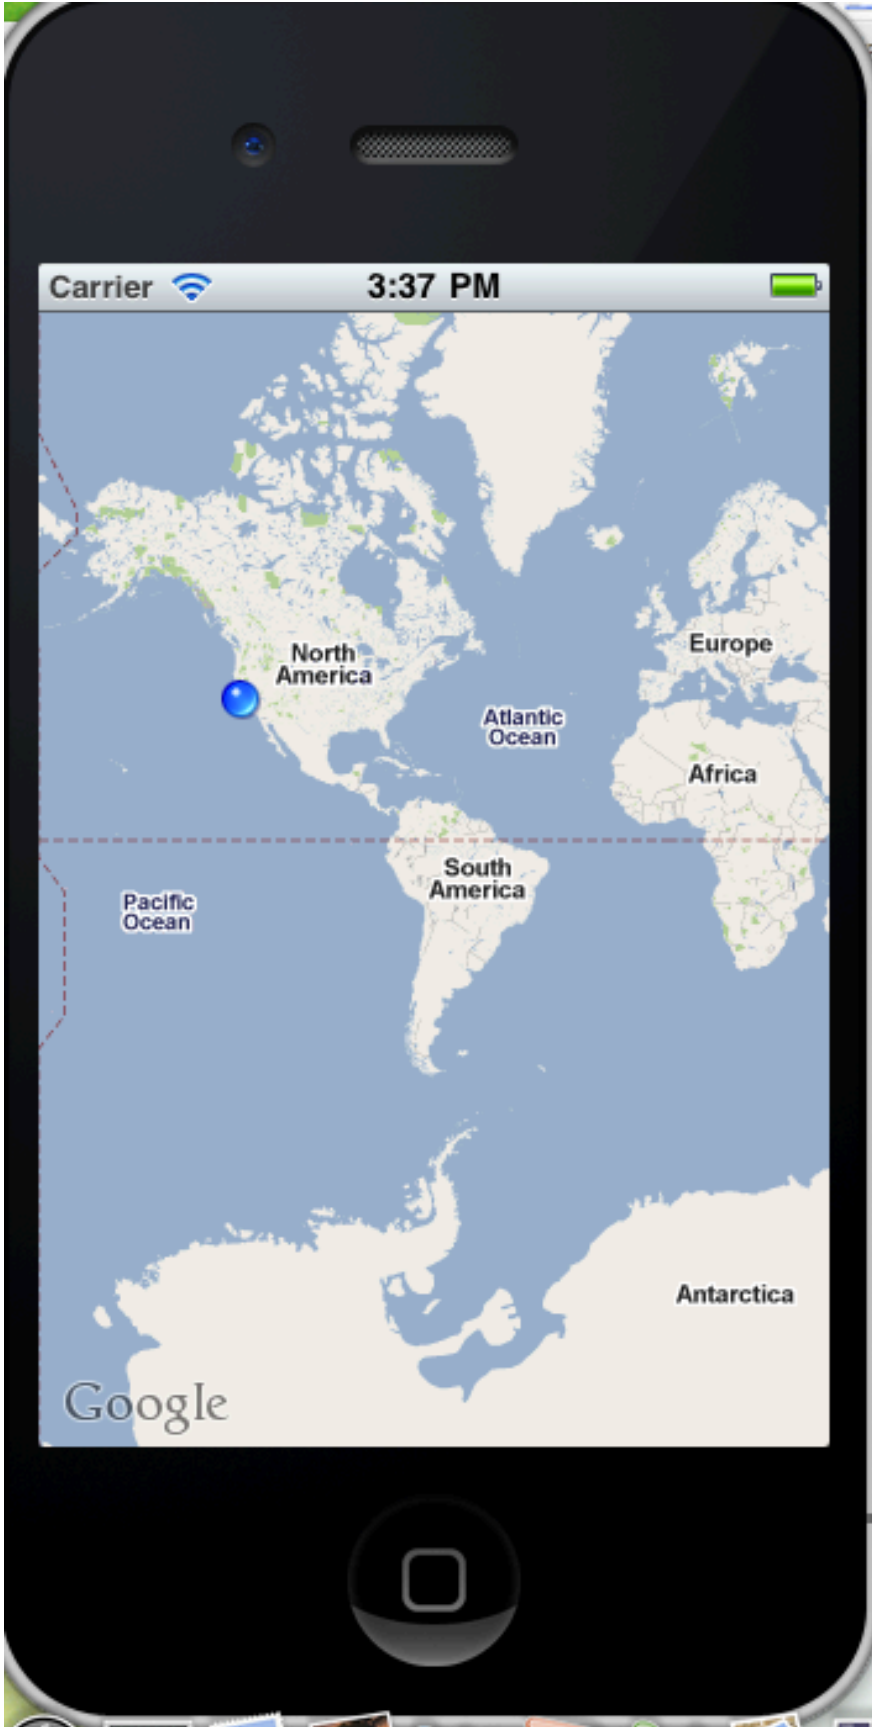 Carrier
3:37 PM
North
America
Europe
Atlantic
Ocean
Africa
South
America
Pacific
Ocean
Antarctica
Google